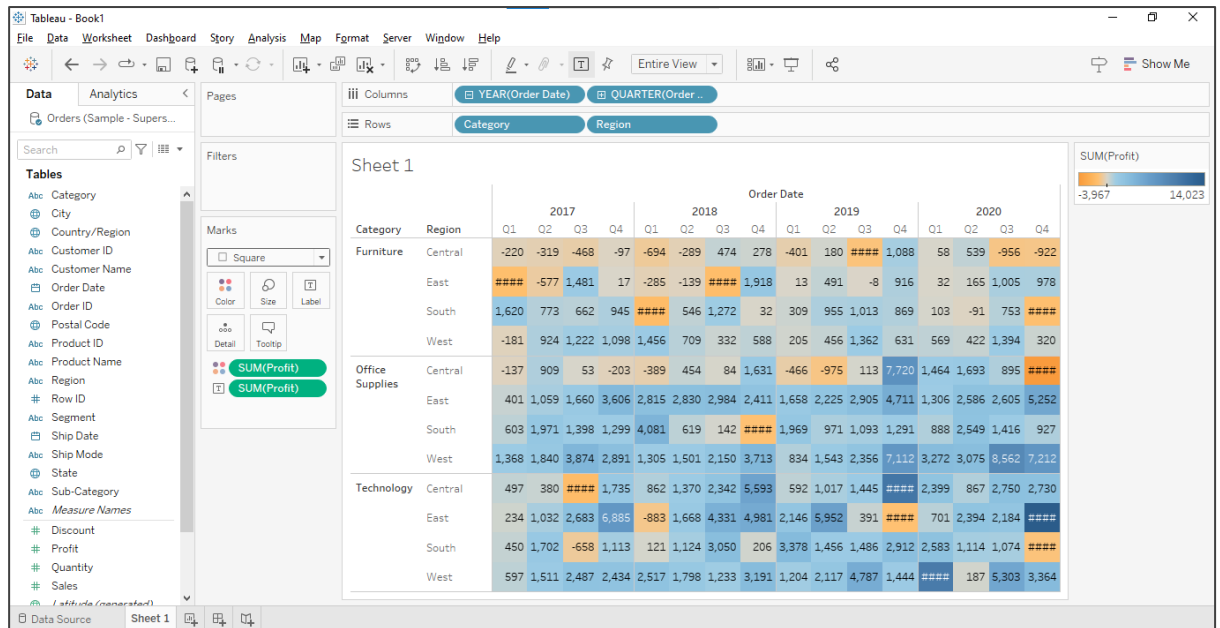 Tableau - Book1
File Data Worksheet Dashboard Story Analysis Map Format Server Window Help
Entire View Show Me
Data Analytics
Orders (Sample - Supers...
Search
Tables
Abc Category
City
Country/Region
Abc Customer ID
Abc Customer Name
Order Date
Abc Order ID
Postal Code
Abc Product ID
Abc Product Name
Abc Region
# Row ID
Abc Segment
Ship Date
Abc Ship Mode
State
Abc Sub-Category
Abc Measure Names
# Discount
# Profit
# Quantity
# Sales
Latitude (generated)
Pages
Filters
Marks
Square
Color Size Label
Detail Tooltip
SUM(Profit)
T SUM(Profit)
iii Columns YEAR(Order Date) QUARTER(Order ..
Rows Category Region
Sheet 1
Order Date
2017 2018 2019 2020
Category Region Q1 Q2 Q3 Q4 Q1 Q2 Q3 Q4 Q1 Q2 Q3 Q4 Q1 Q2 Q3 Q4
Furniture Central -220 -319 -468 -97 -694 -289 474 278 -401 180 #### 1,088 58 539 -956 -922
East #### -577 1,481 17 -285 -139 #### 1,918 13 491 -8 916 32 165 1,005 978
South 1,620 773 662 945 #### 546 1,272 32 309 955 1,013 869 103 -91 753 ####
West -181 924 1,222 1,098 1,456 709 332 588 205 456 1,362 631 569 422 1,394 320
Office Supplies Central -137 909 53 -203 -389 454 84 1,631 -466 -975 113 7,720 1,464 1,693 895 ####
East 401 1,059 1,660 3,606 2,815 2,830 2,984 2,411 1,658 2,225 2,905 4,711 1,306 2,586 2,605 5,252
South 603 1,971 1,398 1,299 4,081 619 142 #### 1,969 971 1,093 1,291 888 2,549 1,416 927
West 1,368 1,840 3,874 2,891 1,305 1,501 2,150 3,713 834 1,543 2,356 7,112 3,272 3,075 8,562 7,212
Technology Central 497 380 #### 1,735 862 1,370 2,342 5,593 592 1,017 1,445 #### 2,399 867 2,750 2,730
East 234 1,032 2,683 6,885 -883 1,668 4,331 4,981 2,146 5,952 391 #### 701 2,394 2,184 ####
South 450 1,702 -658 1,113 121 1,124 3,050 206 3,378 1,456 1,486 2,912 2,583 1,114 1,074 ####
West 597 1,511 2,487 2,434 2,517 1,798 1,233 3,191 1,204 2,117 4,787 1,444 #### 187 5,303 3,364
SUM(Profit)
-3,967 14,023
Data Source Sheet 1